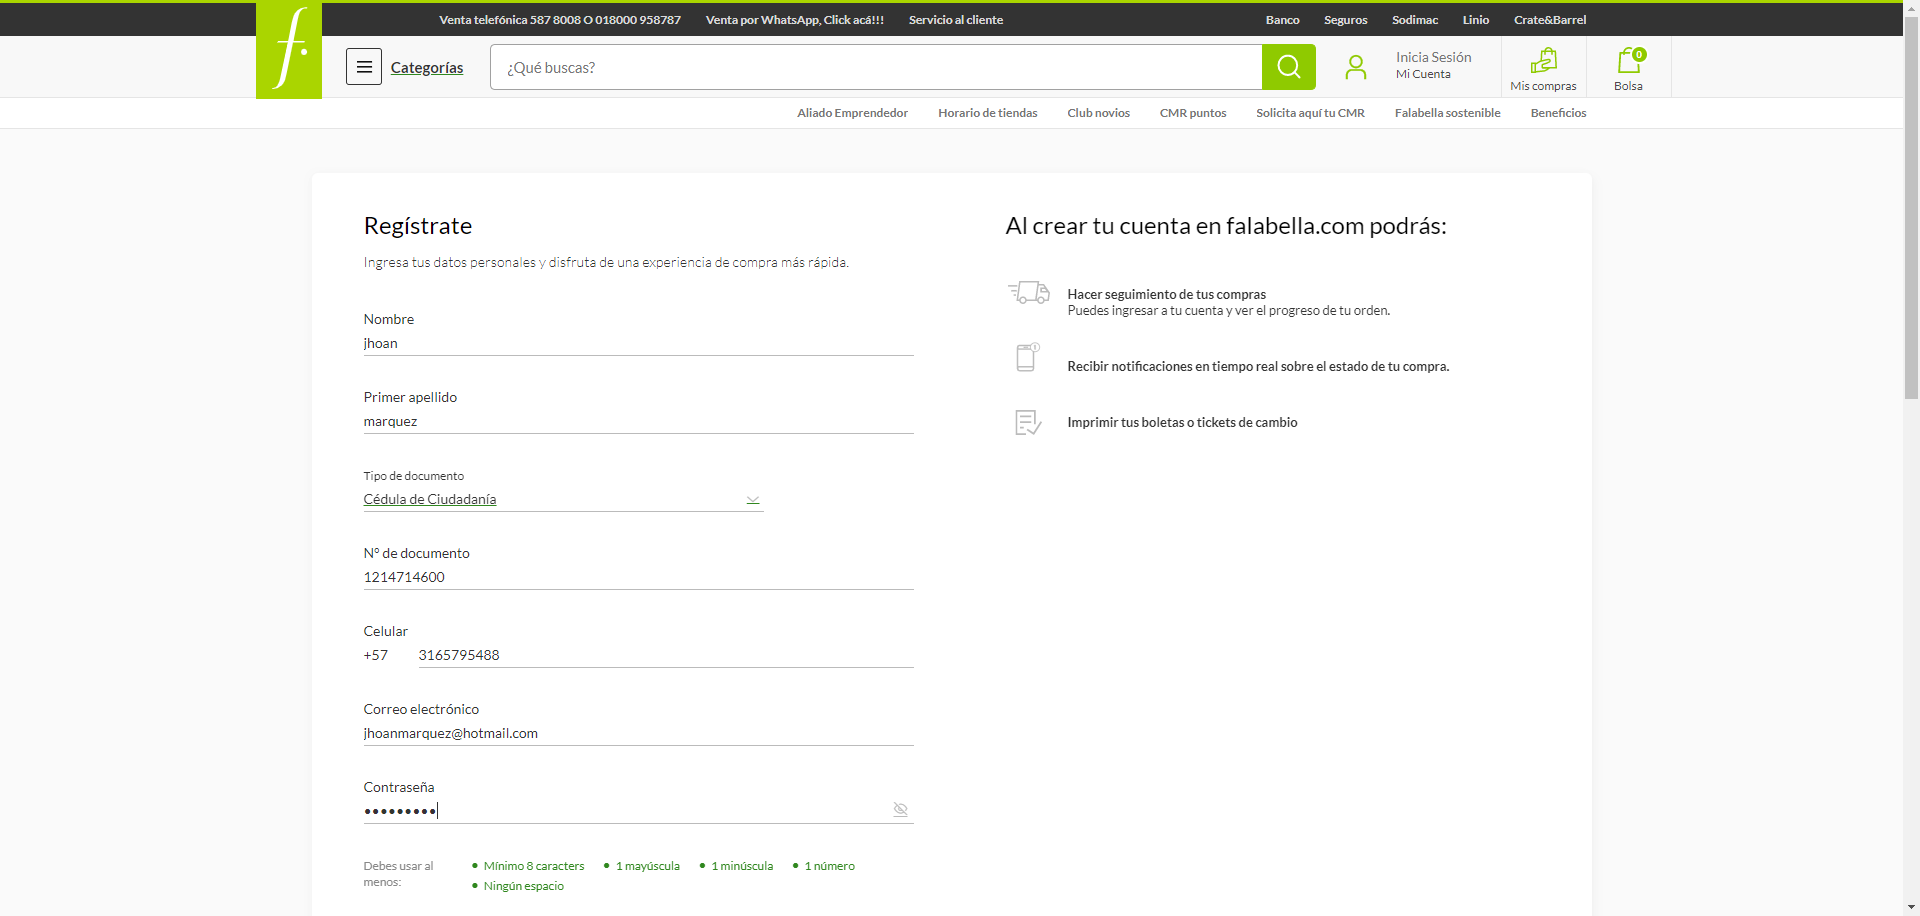 Venta telefónica 587 8008 O 018000 958787 Venta por WhatsApp, Click acá!!! Servicio al cliente Banco Seguros Sodimac Linio Crate&Barrel
f.
Categorías ¿Qué buscas? Inicia Sesión
Mi Cuenta
Mis compras
0
Bolsa
Aliado Emprendedor Horario de tiendas Club novios CMR puntos Solicita aquí tu CMR Falabella sostenible Beneficios
Regístrate
Ingresa tus datos personales y disfruta de una experiencia de compra más rápida.
Nombre
jhoan
Primer apellido
marquez
Tipo de documento
Cédula de Ciudadanía
N° de documento
1214714600
Celular
+57 3165795488
Correo electrónico
jhoanmarquez@hotmail.com
Contraseña
•••••••••
Debes usar al menos:
• Mínimo 8 caracters • 1 mayúscula • 1 minúscula • 1 número
• Ningún espacio
Al crear tu cuenta en falabella.com podrás:
Hacer seguimiento de tus compras
Puedes ingresar a tu cuenta y ver el progreso de tu orden.
Recibir notificaciones en tiempo real sobre el estado de tu compra.
Imprimir tus boletas o tickets de cambio